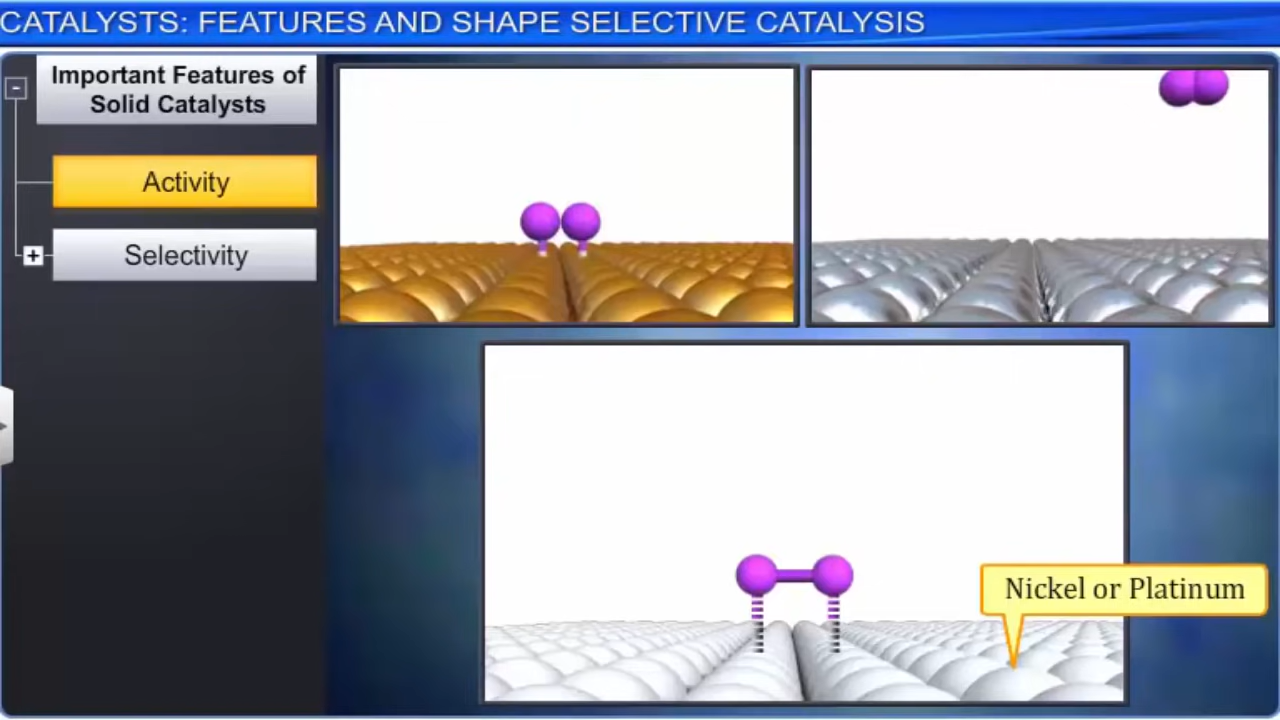 CATALYSTS: FEATURES AND SHAPE SELECTIVE CATALYSIS
Important Features of
Solid Catalysts
Activity
Selectivity
Nickel or Platinum